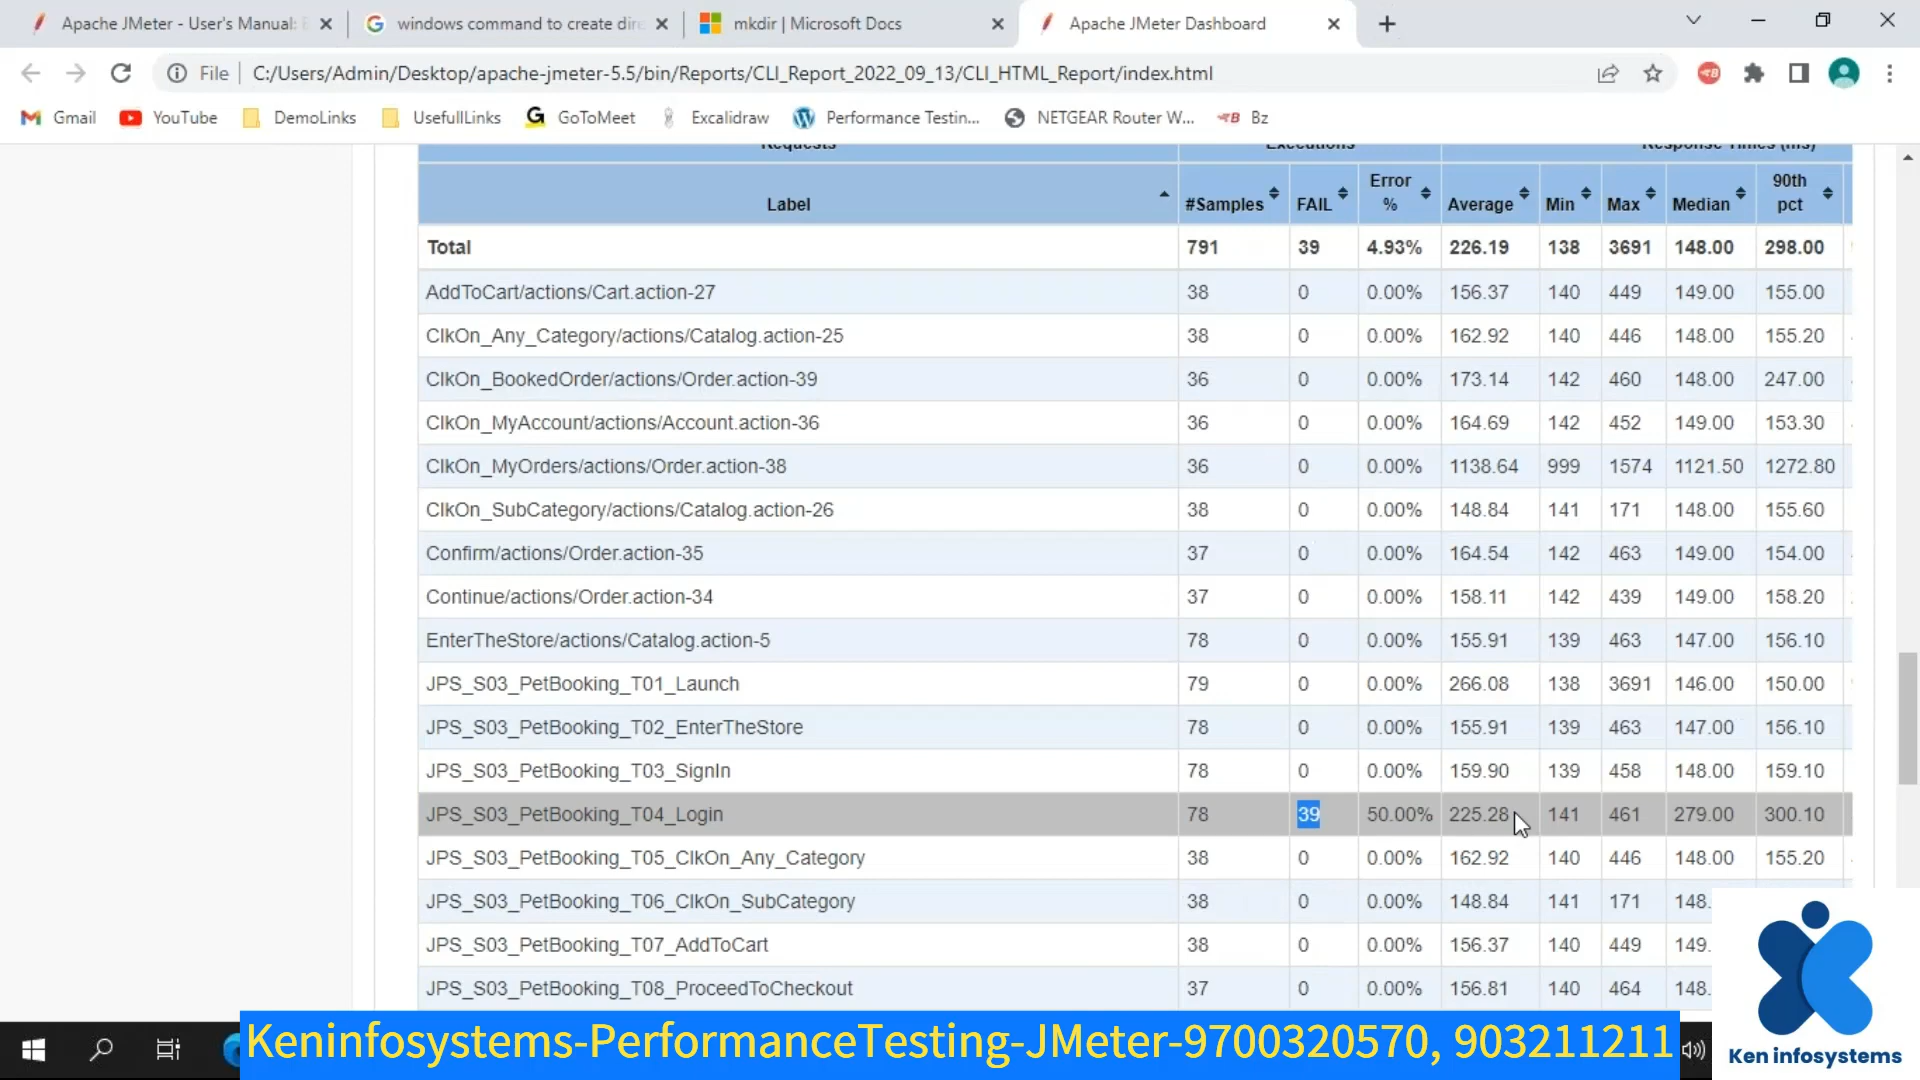 Apache JMeter - User's Manual:
windows command to create dire
mkdir | Microsoft Docs
Apache JMeter Dashboard
File | C:/Users/Admin/Desktop/apache-jmeter-5.5/bin/Reports/CLI_Report_2022_09_13/CLI_HTML_Report/index.html
Gmail YouTube DemoLinks UsefullLinks GoToMeet Excalidraw Performance Testin... NETGEAR Router W... Bz
Requests Executions Response Times (ms)
Label #Samples FAIL Error % Average Min Max Median 90th pct
Total 791 39 4.93% 226.19 138 3691 148.00 298.00
AddToCart/actions/Cart.action-27 38 0 0.00% 156.37 140 449 149.00 155.00
ClkOn_Any_Category/actions/Catalog.action-25 38 0 0.00% 162.92 140 446 148.00 155.20
ClkOn_BookedOrder/actions/Order.action-39 36 0 0.00% 173.14 142 460 148.00 247.00
ClkOn_MyAccount/actions/Account.action-36 36 0 0.00% 164.69 142 452 149.00 153.30
ClkOn_MyOrders/actions/Order.action-38 36 0 0.00% 1138.64 999 1574 1121.50 1272.80
ClkOn_SubCategory/actions/Catalog.action-26 38 0 0.00% 148.84 141 171 148.00 155.60
Confirm/actions/Order.action-35 37 0 0.00% 164.54 142 463 149.00 154.00
Continue/actions/Order.action-34 37 0 0.00% 158.11 142 439 149.00 158.20
EnterTheStore/actions/Catalog.action-5 78 0 0.00% 155.91 139 463 147.00 156.10
JPS_S03_PetBooking_T01_Launch 79 0 0.00% 266.08 138 3691 146.00 150.00
JPS_S03_PetBooking_T02_EnterTheStore 78 0 0.00% 155.91 139 463 147.00 156.10
JPS_S03_PetBooking_T03_SignIn 78 0 0.00% 159.90 139 458 148.00 159.10
JPS_S03_PetBooking_T04_Login 78 39 50.00% 225.28 141 461 279.00 300.10
JPS_S03_PetBooking_T05_ClkOn_Any_Category 38 0 0.00% 162.92 140 446 148.00 155.20
JPS_S03_PetBooking_T06_ClkOn_SubCategory 38 0 0.00% 148.84 141 171 148.
JPS_S03_PetBooking_T07_AddToCart 38 0 0.00% 156.37 140 449 149.
JPS_S03_PetBooking_T08_ProceedToCheckout 37 0 0.00% 156.81 140 464 148.
Keninfosystems-PerformanceTesting-JMeter-9700320570, 903211211
Ken infosystems